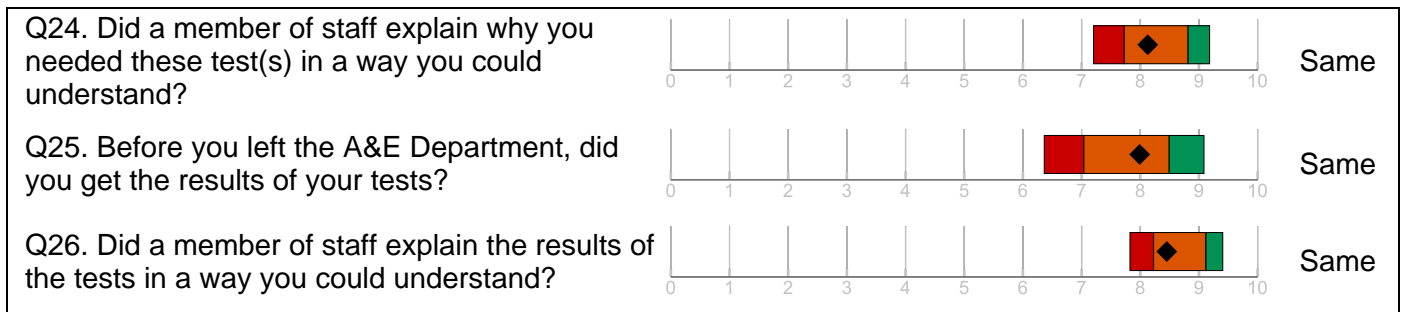 Q24. Did a member of staff explain why you
needed these test(s) in a way you could
understand?
0 1 2 3 4 5 6 7 8 9 10
Same
Q25. Before you left the A&E Department, did
you get the results of your tests?
0 1 2 3 4 5 6 7 8 9 10
Same
Q26. Did a member of staff explain the results of
the tests in a way you could understand?
0 1 2 3 4 5 6 7 8 9 10
Same